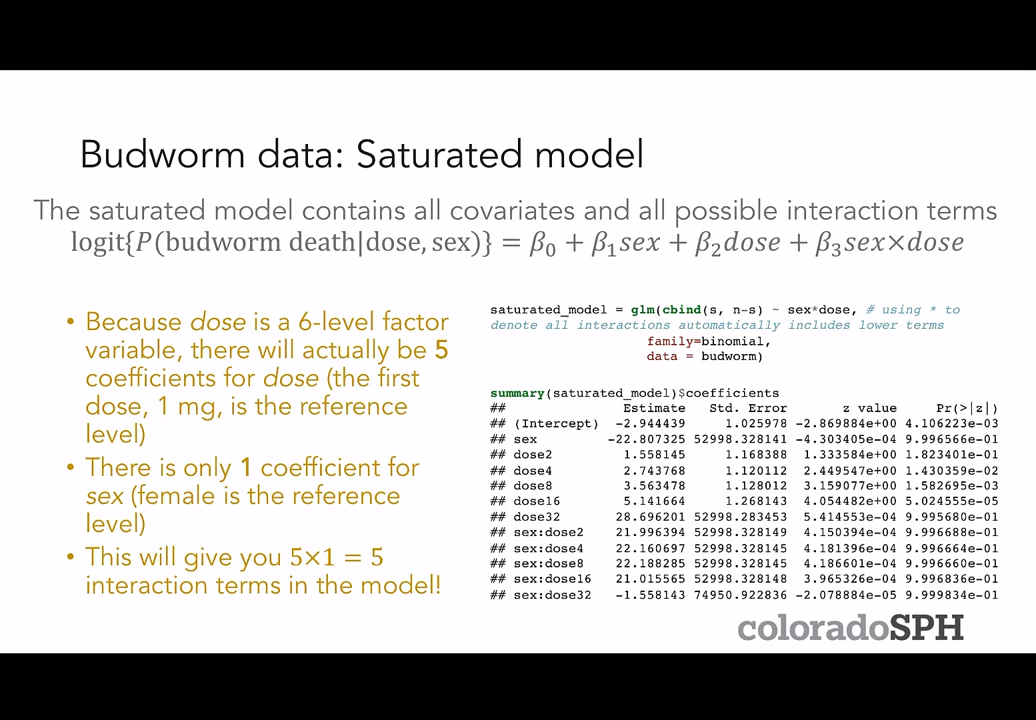 Budworm data: Saturated model
The saturated model contains all covariates and all possible interaction terms
logit{P(budworm death|dose, sex)} = β₀ + β₁sex + β₂dose + β₃sex×dose
• Because dose is a 6-level factor
variable, there will actually be 5
coefficients for dose (the first
dose, 1 mg, is the reference
level)
• There is only 1 coefficient for
sex (female is the reference
level)
• This will give you 5×1 = 5
interaction terms in the model!
saturated_model = glm(cbind(s, n-s) ~ sex*dose, # using * to
denote all interactions automatically includes lower terms
family=binomial,
data = budworm)
summary(saturated_model)$coefficients
## Estimate Std. Error z value Pr(>|z|)
## (Intercept) -2.944439 1.025978 -2.869884e+00 4.106223e-03
## sex -22.807325 52998.328141 -4.303405e-04 9.996566e-01
## dose2 1.558145 1.168388 1.333584e+00 1.823401e-01
## dose4 2.743768 1.120112 2.449547e+00 1.430359e-02
## dose8 3.563478 1.128012 3.159077e+00 1.582695e-03
## dose16 5.141664 1.268143 4.054482e+00 5.024555e-05
## dose32 28.696201 52998.283453 5.414553e-04 9.995680e-01
## sex:dose2 21.996394 52998.328149 4.150394e-04 9.996688e-01
## sex:dose4 22.160697 52998.328145 4.181396e-04 9.996664e-01
## sex:dose8 22.188285 52998.328145 4.186601e-04 9.996660e-01
## sex:dose16 21.015565 52998.328148 3.965326e-04 9.996836e-01
## sex:dose32 -1.558143 74950.922836 -2.078884e-05 9.999834e-01
coloradoSPH